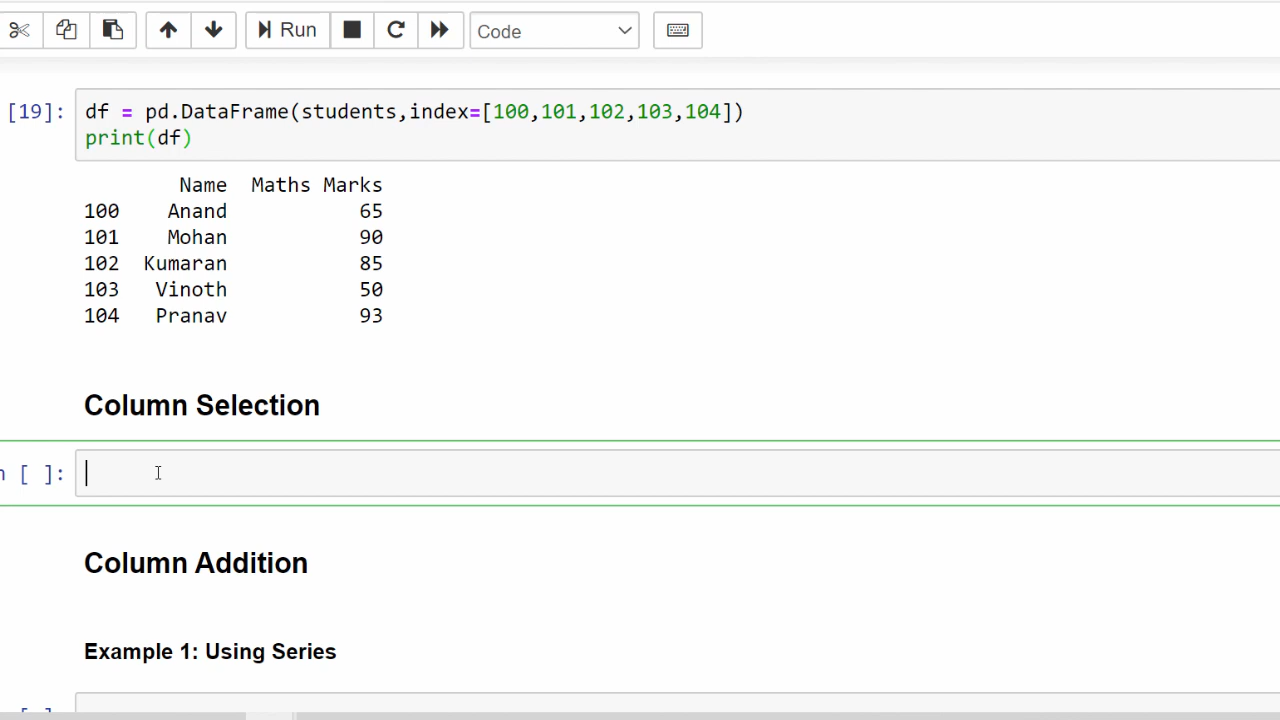 Run
Code
[19]:
df = pd.DataFrame(students,index=[100,101,102,103,104])
print(df)
Name Maths Marks
100 Anand 65
101 Mohan 90
102 Kumaran 85
103 Vinoth 50
104 Pranav 93
Column Selection
n [ ]:
Column Addition
Example 1: Using Series